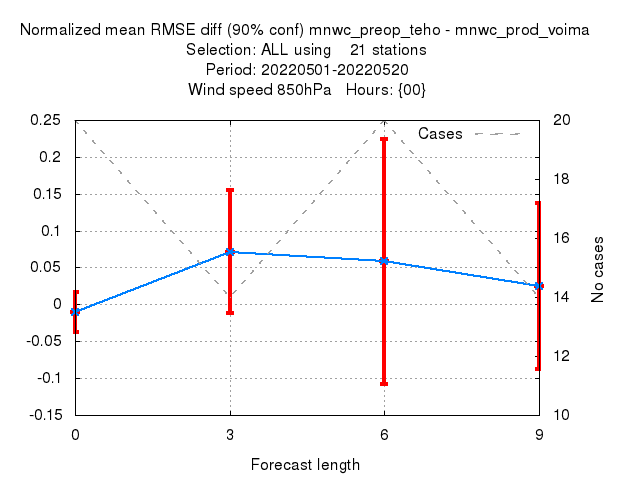 Normalized mean RMSE diff (90% conf) mnwc_preop_teho - mnwc_prod_voima
Selection: ALL using 21 stations
Period: 20220501-20220520
Wind speed 850hPa Hours: {00}
0.25
0.2
0.15
0.1
0.05
0
-0.05
-0.1
-0.15
Cases
20
18
16
14
12
10
No cases
0 3 6 9
Forecast length